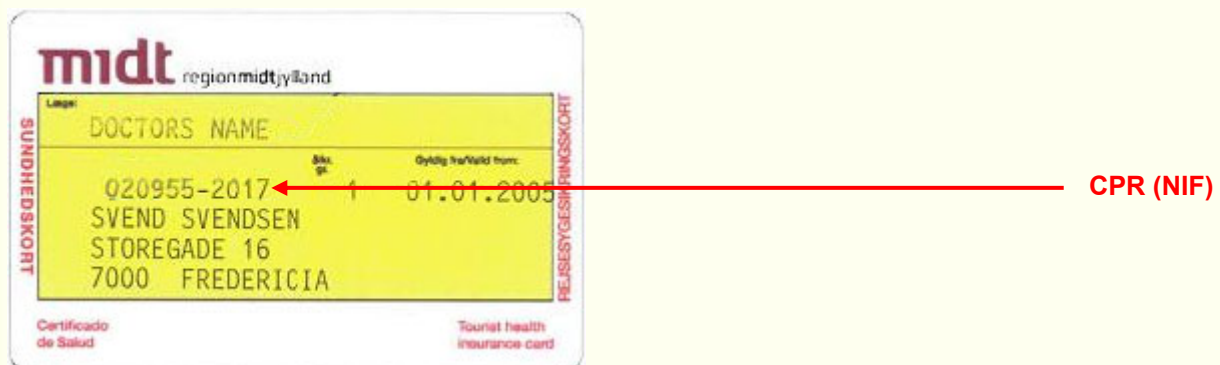 midt regionmidtjylland
Læge:
DOCTORS NAME
SUNDHEDSKORT
REJSESYGESIKRINGSKORT
Sikr. gr.
Gyldig fra/Valid from:
020955-2017 1 01.01.2005
CPR (NIF)
SVEND SVENDSEN
STOREGADE 16
7000 FREDERICIA
Certificado
de Salud
Tourist health
insurance card